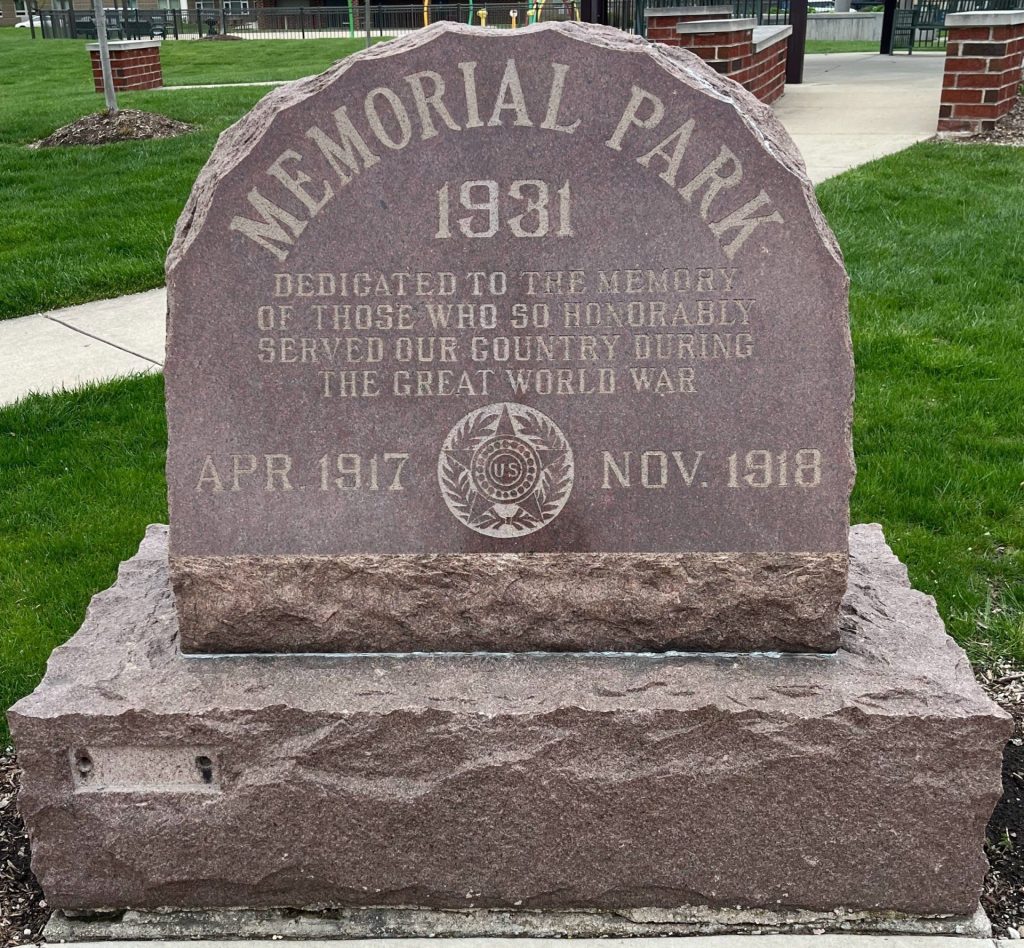 MEMORIAL PARK
1931
DEDICATED TO THE MEMORY
OF THOSE WHO SO HONORABLY
SERVED OUR COUNTRY DURING
THE GREAT WORLD WAR
APR. 1917 U.S NOV. 1918